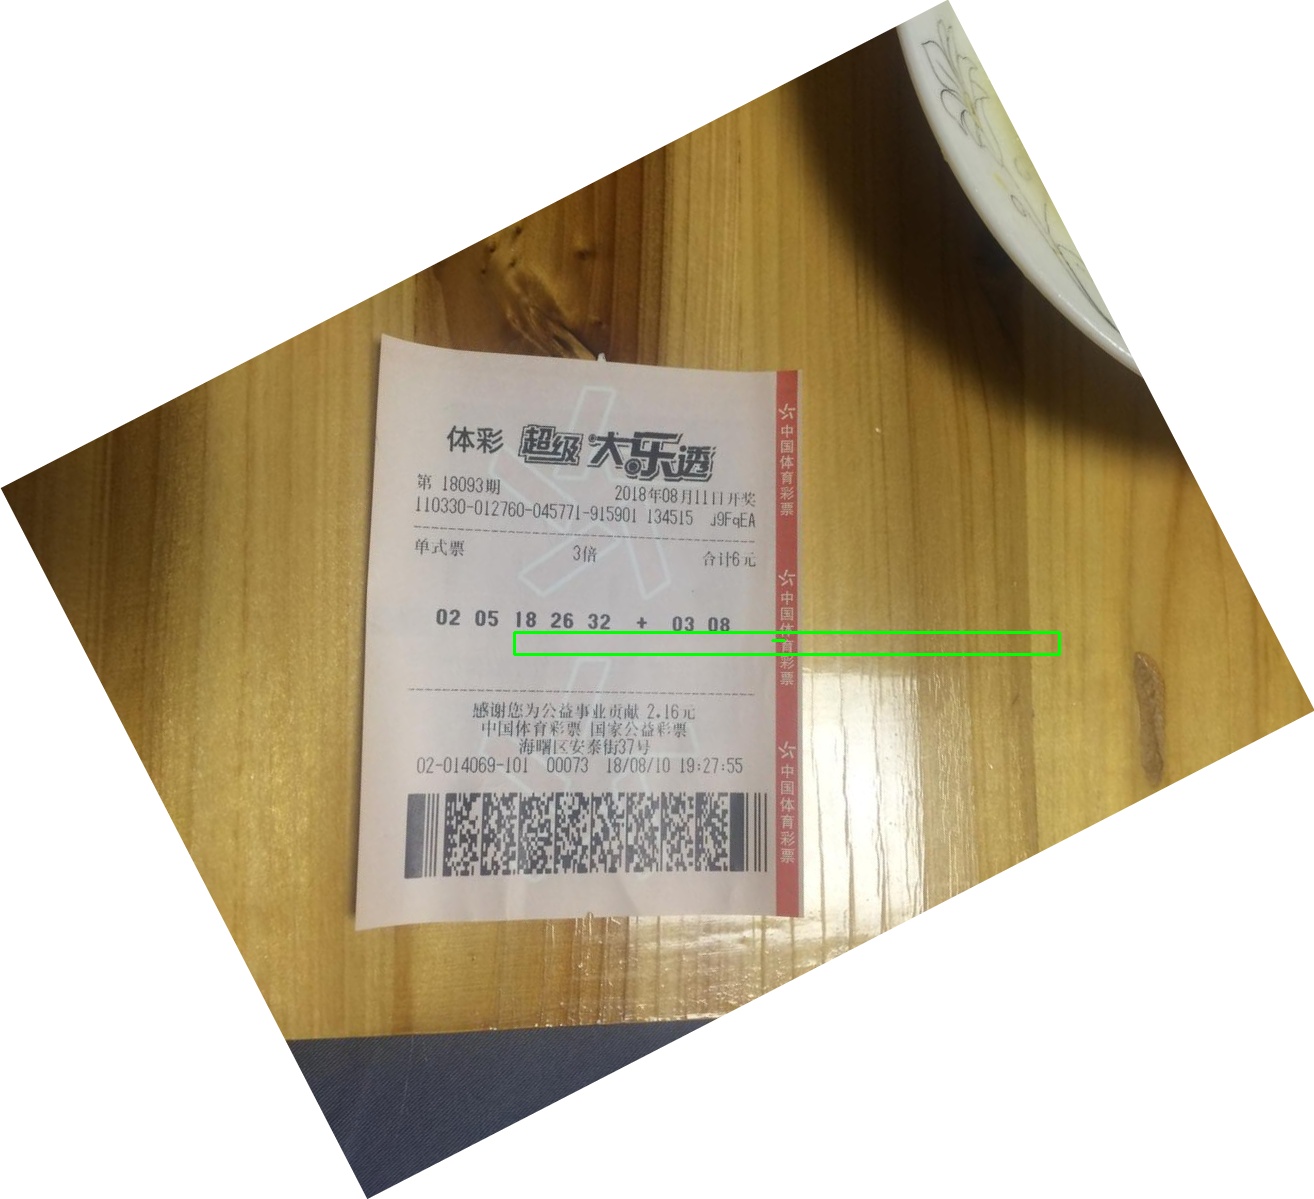 体彩 超级大乐透
第 18093期 2018年08月11日开奖
110330-012760-045771-915901 134515 j9FqEA
单式票 3倍 合计6元
02 05 18 26 32 + 03 08
感谢您为公益事业贡献 2.16元
中国体育彩票 国家公益彩票
海曙区安泰街37号
02-014069-101 00073 18/08/10 19:27:55
中国体育彩票
中国体育彩票
中国体育彩票